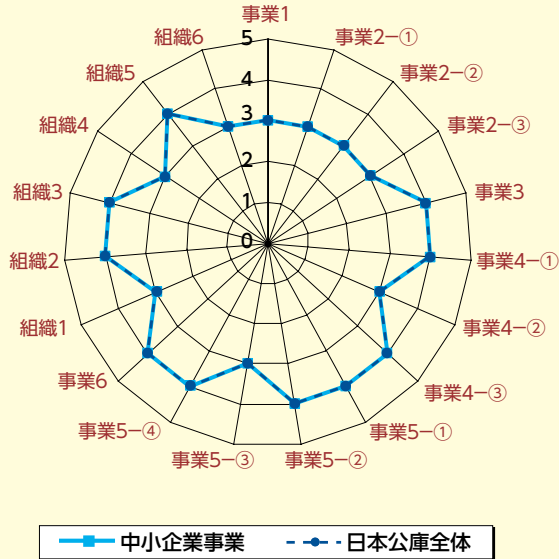 事業1
事業2−①
事業2−②
事業2−③
事業3
事業4−①
事業4−②
事業4−③
事業5−①
事業5−②
事業5−③
事業5−④
事業6
組織1
組織2
組織3
組織4
組織5
組織6
5
4
3
2
1
0
中小企業事業
日本公庫全体